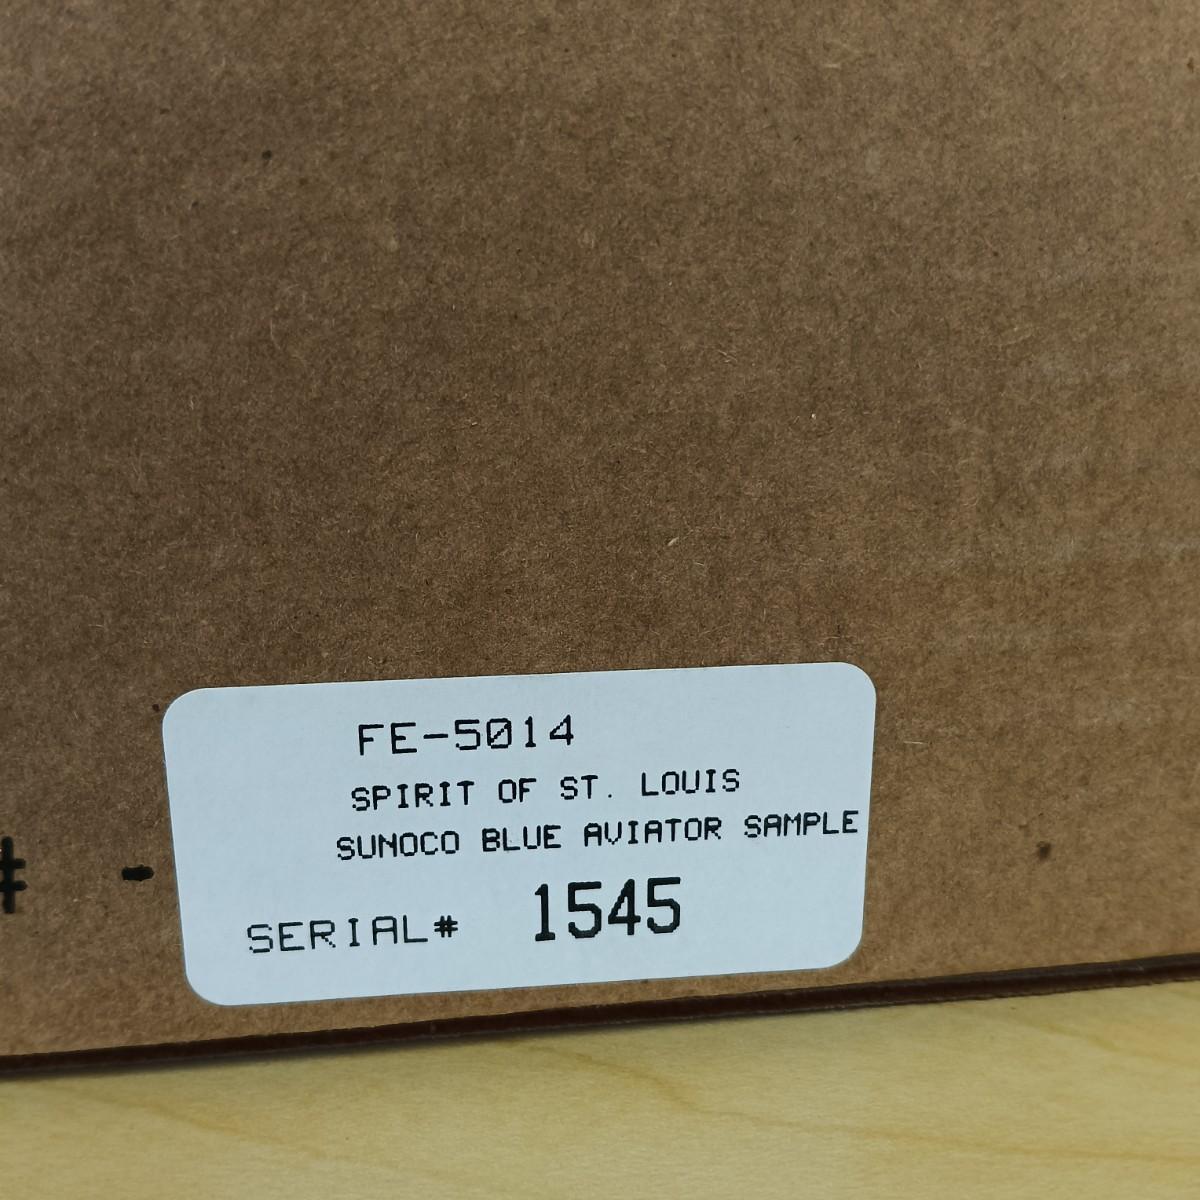 FE-5014
SPIRIT OF ST. LOUIS
SUNOCO BLUE AVIATOR SAMPLE
# -
SERIAL# 1545